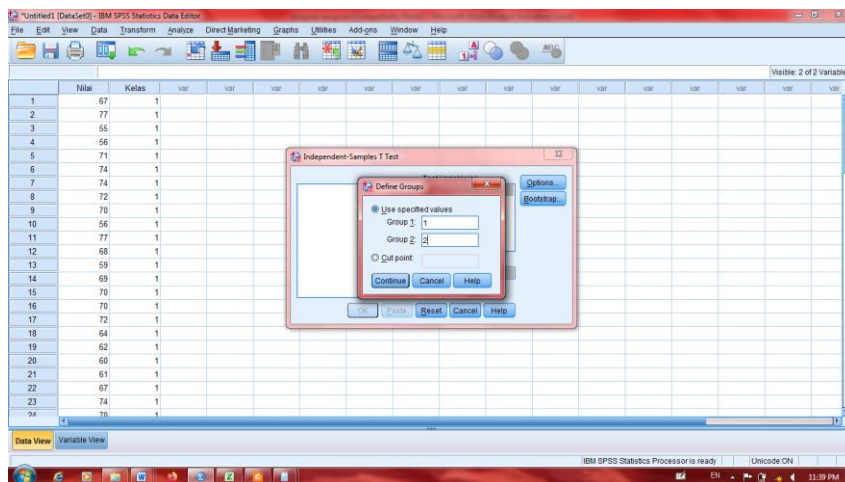 *Untitled1 [DataSet0] - IBM SPSS Statistics Data Editor
File Edit View Data Transform Analyze Direct Marketing Graphs Utilities Add-ons Window Help
Visible: 2 of 2 Variable
Nilai Kelas var var var var var var var var var var var var var
1 67 1
2 77 1
3 55 1
4 56 1
5 71 1
6 74 1
7 74 1
8 72 1
9 70 1
10 56 1
11 77 1
12 68 1
13 59 1
14 69 1
15 70 1
16 70 1
17 72 1
18 64 1
19 62 1
20 60 1
21 61 1
22 67 1
23 74 1
24 70 1
Independent-Samples T Test
Options...
Bootstrap...
Define Groups
Use specified values
Group 1: 1
Group 2: 2
Cut point:
Continue Cancel Help
OK Paste Reset Cancel Help
Data View Variable View
IBM SPSS Statistics Processor is ready Unicode:ON
EN 11:39 PM